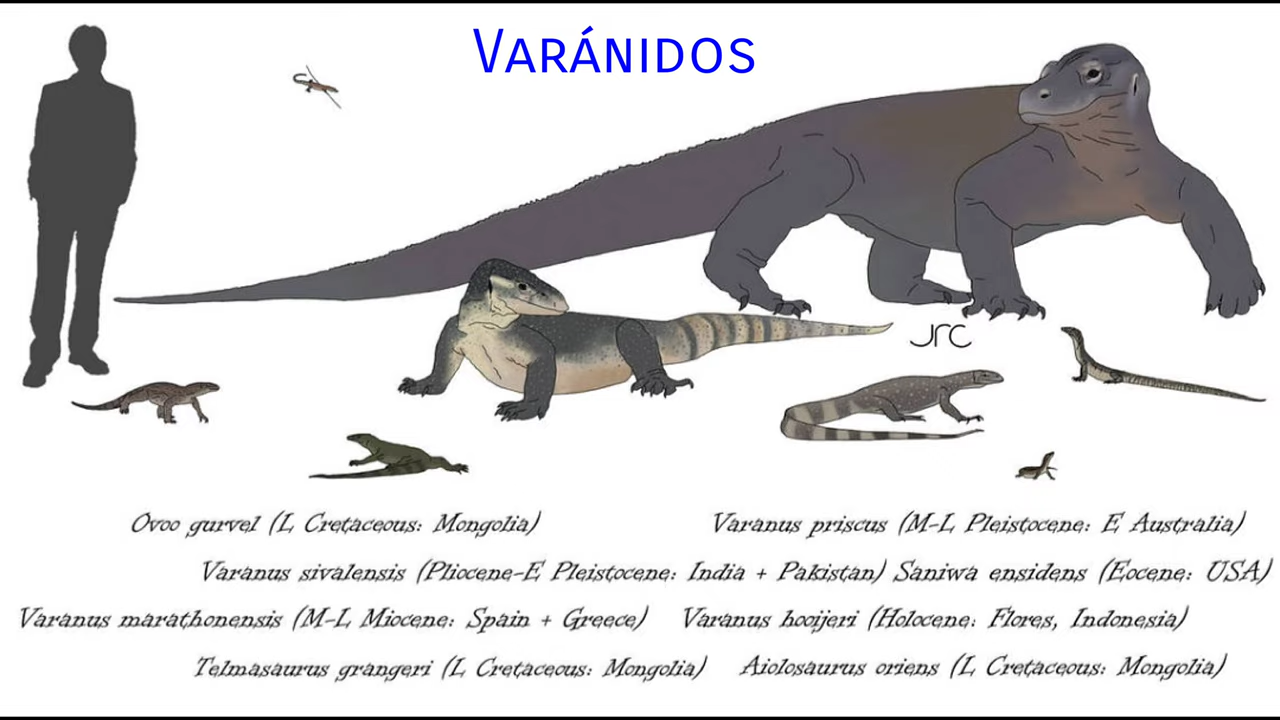 VARÁNIDOS
JRC
Ovoo gurvel (L Cretaceous: Mongolia) Varanus priscus (M-L Pleistocene: E Australia)
Varanus sivalensis (Pliocene-E Pleistocene: India + Pakistan) Saniwa ensidens (Eocene: USA)
Varanus marathonensis (M-L Miocene: Spain + Greece) Varanus hooijeri (Holocene: Flores, Indonesia)
Telmasaurus grangeri (L Cretaceous: Mongolia) Aiolosaurus oriens (L Cretaceous: Mongolia)